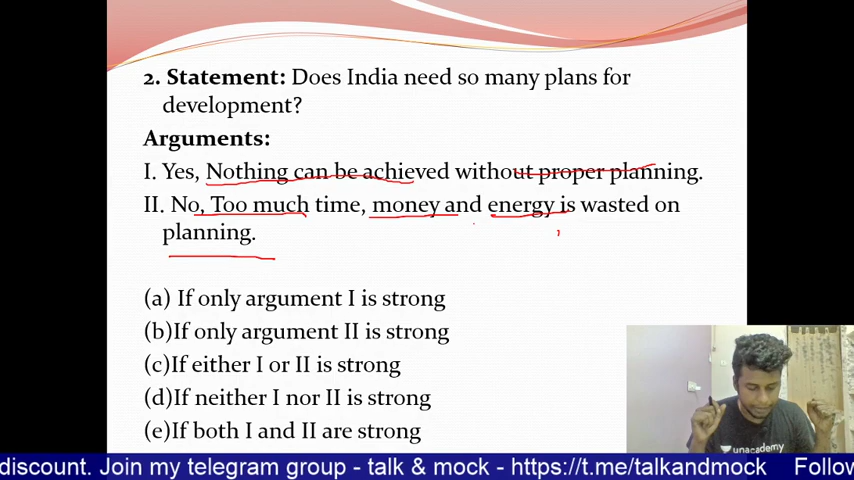 2. Statement: Does India need so many plans for
development?
Arguments:
I. Yes, Nothing can be achieved without proper planning.
II. No, Too much time, money and energy is wasted on
planning.
(a) If only argument I is strong
(b)If only argument II is strong
(c)If either I or II is strong
(d)If neither I nor II is strong
(e)If both I and II are strong
unacademy
discount. Join my telegram group - talk & mock - https://t.me/talkandmock Follow